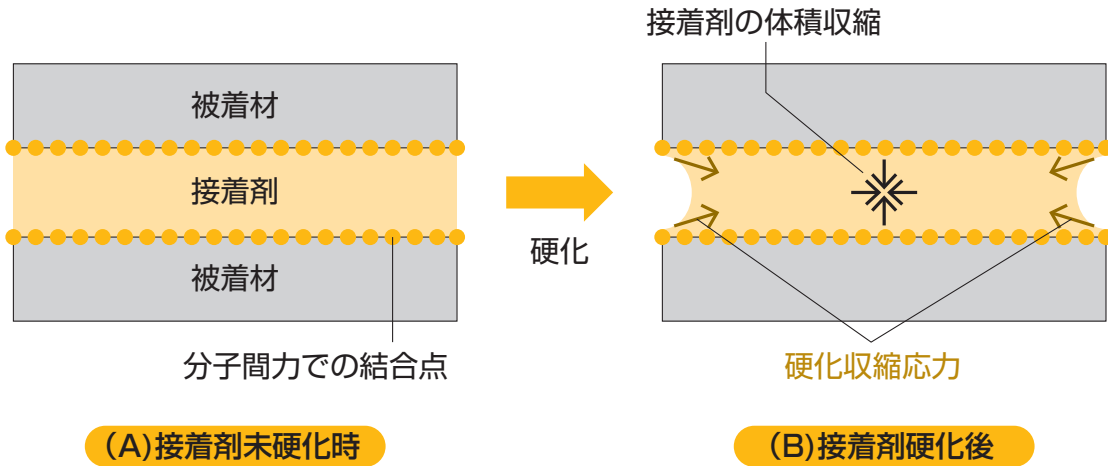 接着剤の体積収縮
被着材
接着剤
被着材
硬化
分子間力での結合点
硬化収縮応力
(A)接着剤未硬化時
(B)接着剤硬化後